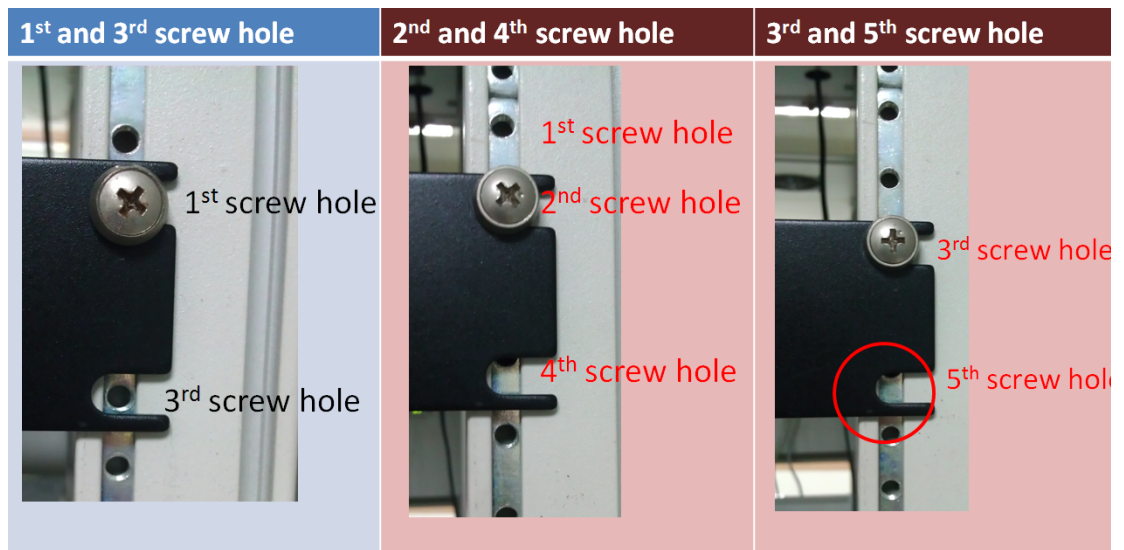 1st and 3rd screw hole
2nd and 4th screw hole
3rd and 5th screw hole
1st screw hole
3rd screw hole
1st screw hole
2nd screw hole
4th screw hole
3rd screw hole
5th screw hole